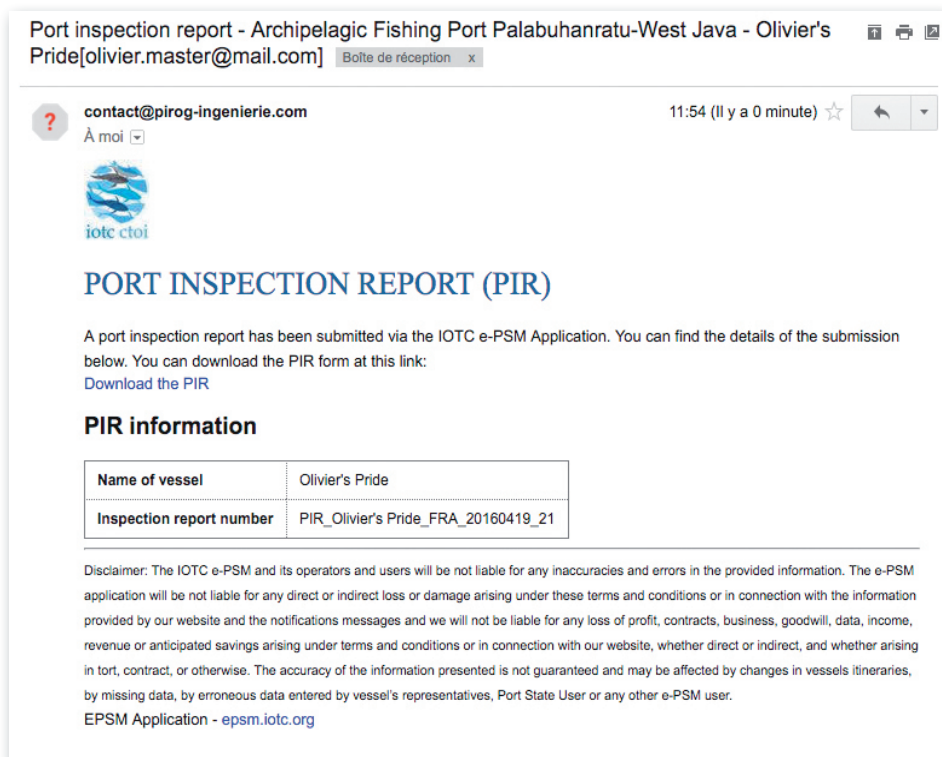 Port inspection report - Archipelagic Fishing Port Palabuhanratu-West Java - Olivier's
Pride[olivier.master@mail.com] Boîte de réception x
contact@pirog-ingenierie.com 11:54 (Il y a 0 minute)
À moi
?
iotc ctoi
PORT INSPECTION REPORT (PIR)
A port inspection report has been submitted via the IOTC e-PSM Application. You can find the details of the submission
below. You can download the PIR form at this link:
Download the PIR
PIR information
Name of vessel Olivier's Pride
Inspection report number PIR_Olivier's Pride_FRA_20160419_21
Disclaimer: The IOTC e-PSM and its operators and users will be not liable for any inaccuracies and errors in the provided information. The e-PSM
application will be not liable for any direct or indirect loss or damage arising under these terms and conditions or in connection with the information
provided by our website and the notifications messages and we will not be liable for any loss of profit, contracts, business, goodwill, data, income,
revenue or anticipated savings arising under terms and conditions or in connection with our website, whether direct or indirect, and whether arising
in tort, contract, or otherwise. The accuracy of the information presented is not guaranteed and may be affected by changes in vessels itineraries,
by missing data, by erroneous data entered by vessel's representatives, Port State User or any other e-PSM user.
EPSM Application - epsm.iotc.org